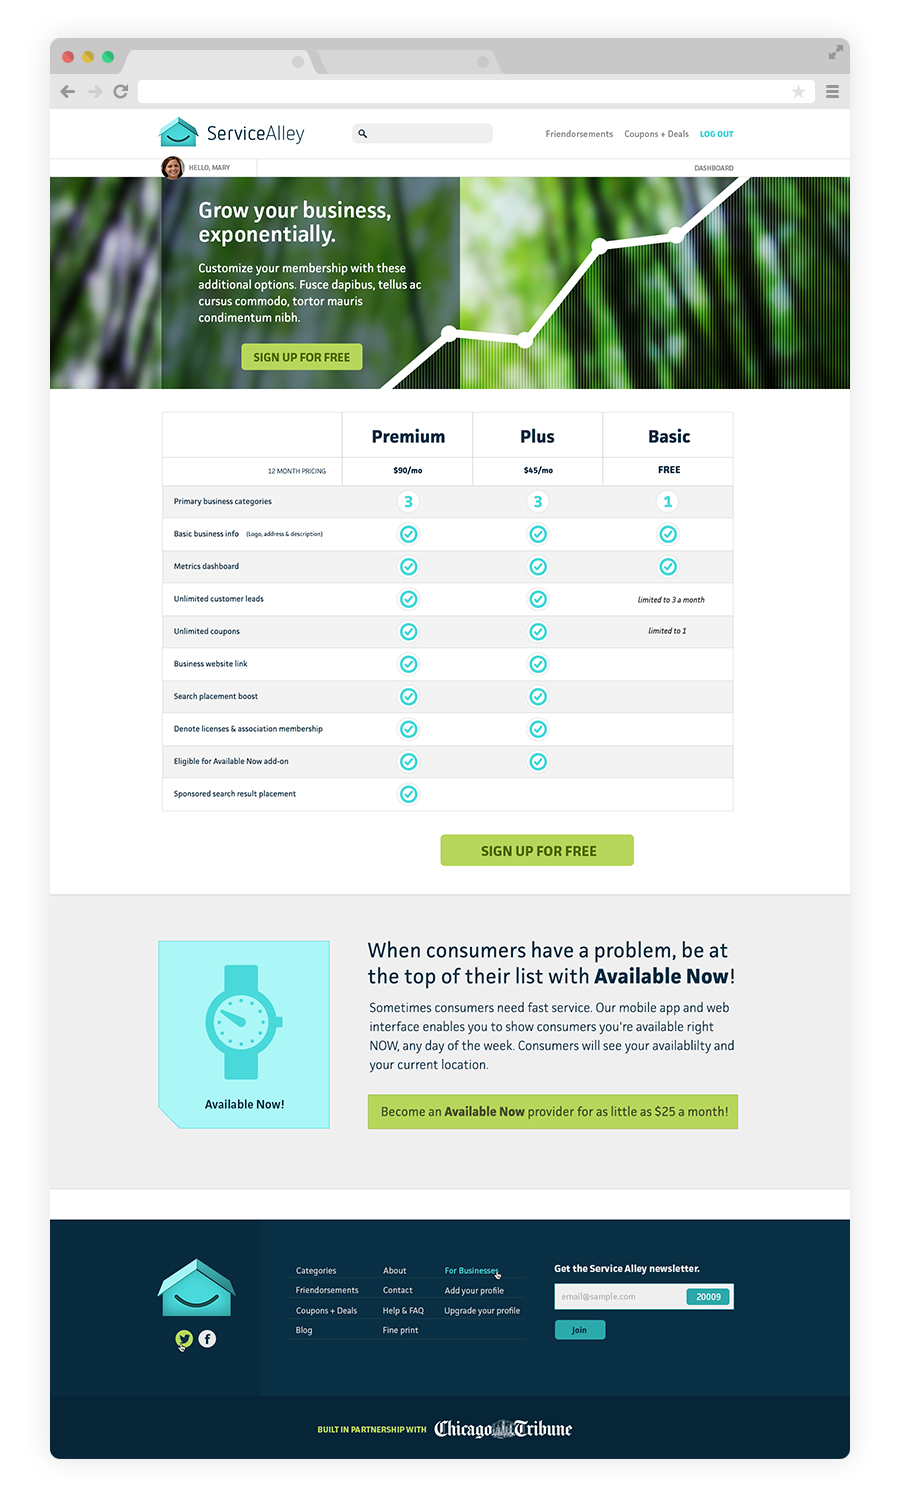 ServiceAlley
Friendorsements Coupons + Deals LOG OUT
HELLO, MARY DASHBOARD
Grow your business,
exponentially.
Customize your membership with these
additional options. Fusce dapibus, tellus ac
cursus commodo, tortor mauris
condimentum nibh.
SIGN UP FOR FREE
Premium Plus Basic
12 MONTH PRICING $90/mo $45/mo FREE
Primary business categories 3 3 1
Basic business info (Logo, address & description)
Metrics dashboard
Unlimited customer leads limited to 3 a month
Unlimited coupons limited to 1
Business website link
Search placement boost
Denote licenses & association membership
Eligible for Available Now add-on
Sponsored search result placement
SIGN UP FOR FREE
When consumers have a problem, be at
the top of their list with Available Now!
Sometimes consumers need fast service. Our mobile app and web
interface enables you to show consumers you're available right
NOW, any day of the week. Consumers will see your availablilty and
your current location.
Available Now!
Become an Available Now provider for as little as $25 a month!
Categories About For Businesses
Friendorsements Contact Add your profile
Coupons + Deals Help & FAQ Upgrade your profile
Blog Fine print
Get the Service Alley newsletter.
email@sample.com 20009
Join
BUILT IN PARTNERSHIP WITH Chicago Tribune